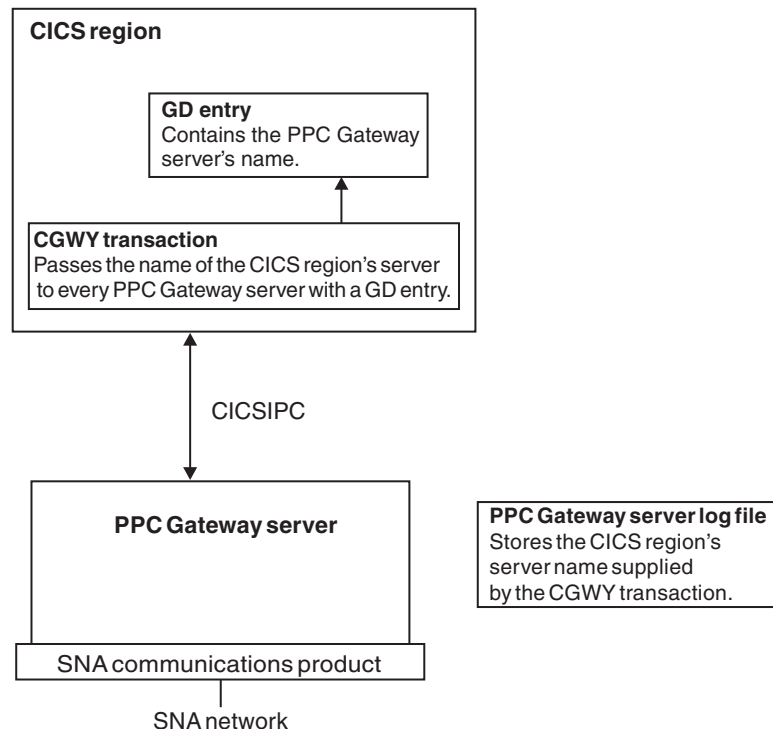 CICS region
GD entry
Contains the PPC Gateway
server's name.
CGWY transaction
Passes the name of the CICS region's server
to every PPC Gateway server with a GD entry.
CICSIPC
PPC Gateway server
PPC Gateway server log file
Stores the CICS region's
server name supplied
by the CGWY transaction.
SNA communications product
SNA network